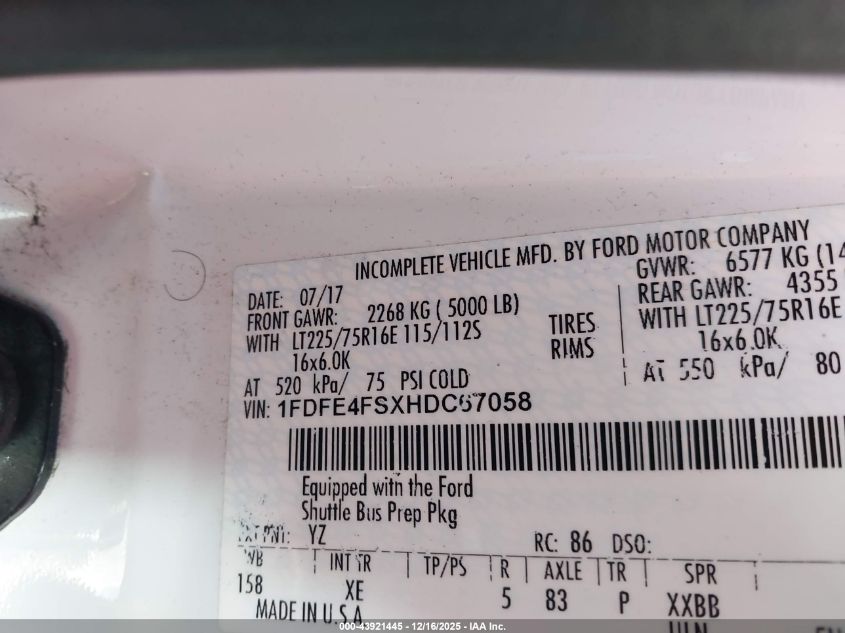 INCOMPLETE VEHICLE MFD. BY FORD MOTOR COMPANY
DATE: 07/17 GVWR: 6577 KG (14
FRONT GAWR: 2268 KG ( 5000 LB) REAR GAWR: 4355
WITH LT225/75R16E 115/112S TIRES WITH LT225/75R16E
16x6.0K RIMS 16x6.0K
AT 520 kPa/ 75 PSI COLD AT 550 kPa/ 80
VIN: 1FDFE4FSXHDC67058
Equipped with the Ford
Shuttle Bus Prep Pkg
EXT PNT: YZ RC: 86 DSO:
WB INT TR TP/PS R AXLE TR SPR
158 XE 5 83 P XXBB
MADE IN U.S.A.
000-43921445 - 12/16/2025 - IAA Inc.